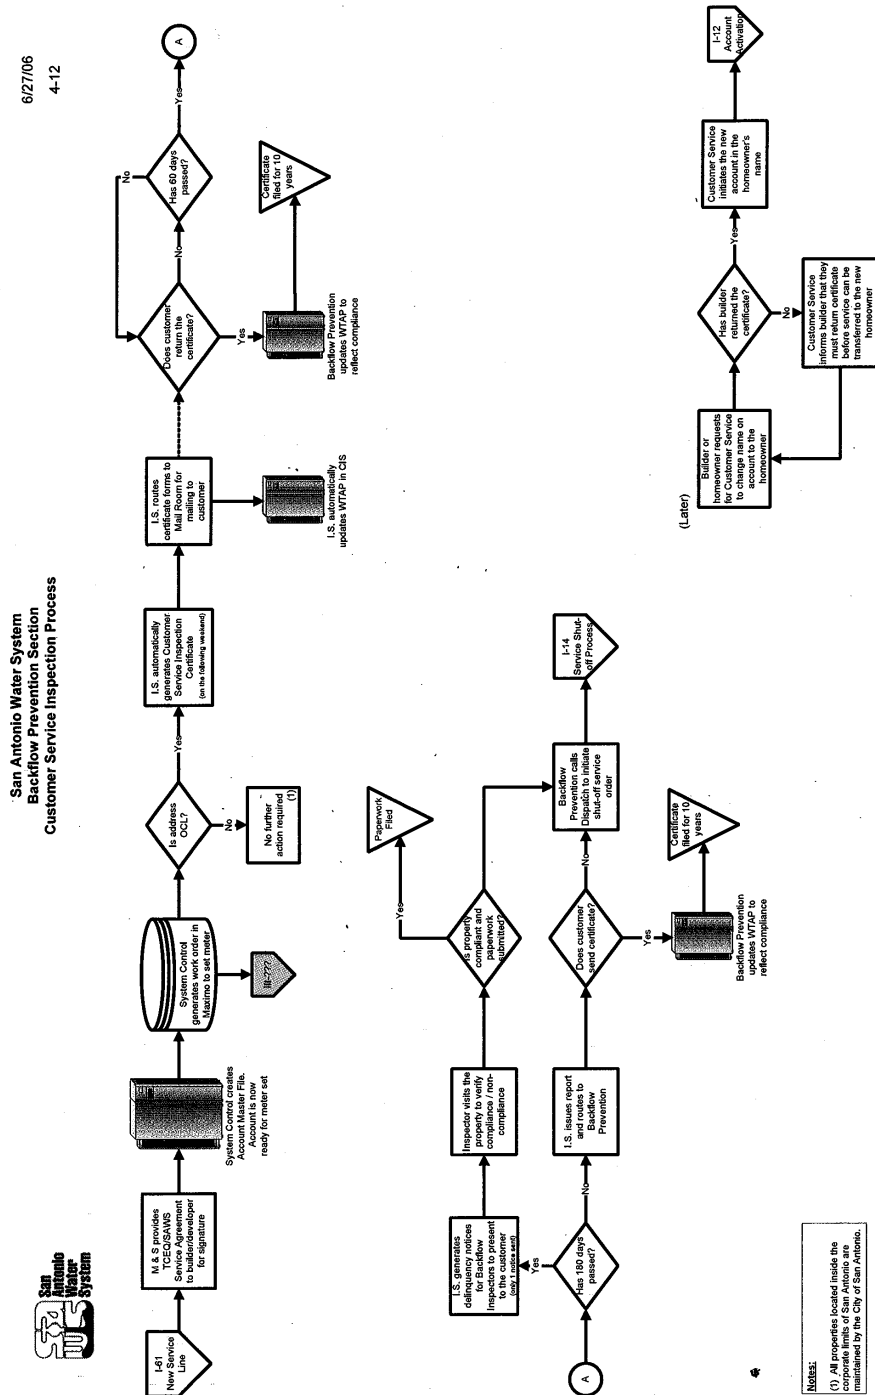 San Antonio Water System
Backflow Prevention Section
Customer Service Inspection Process
6/27/06
4-12
San
Antonio
Water
System
I-61
New Service
Line
M & S provides
TCEQ/SAWS
Service Agreement
to builder/developer
for signature
System Control creates
Account Master File.
Account is now
ready for meter set
System Control
generates work order in
Maximo to set meter
III-???
Is address
OCL?
No
No further
action required
(1)
Yes
I.S. automatically
generates Customer
Service Inspection
Certificate
(on the following weekend)
I.S. routes
certificate forms to
Mail Room for
mailing to
customer
I.S. automatically
updates WTAP in CIS
Does customer
return the
certificate?
Yes
Backflow Prevention
updates WTAP to
reflect compliance
Certificate
filed for 10
years
No
Has 60 days
passed?
No
Yes
A
A
Has 180 days
passed?
Yes
I.S. generates
delinquency notices
for Backflow
Inspectors to present
to the customer
(only 1 notice sent)
Inspector visits the
property to verify
compliance / non-
compliance
Is property
compliant and
paperwork
submitted?
Yes
Paperwork
Filed
No
I.S. issues report
and routes to
Backflow
Prevention
Does customer
send certificate?
Yes
Backflow Prevention
updates WTAP to
reflect compliance
Certificate
filed for 10
years
No
Backflow
Prevention calls
Dispatch to initiate
shut-off service
order
I-14
Service Shut-
off Process
(Later)
Builder or
homeowner requests
for Customer Service
to change name on
account to the
homeowner
Has builder
returned the
certificate?
No
Customer Service
informs builder that they
must return certificate
before service can be
transferred to the new
homeowner
Yes
Customer Service
initiates the new
account in the
homeowner's
name
I-12
Account
Activation
Notes:
(1) All properties located inside the
corporate limits of San Antonio are
maintained by the City of San Antonio.